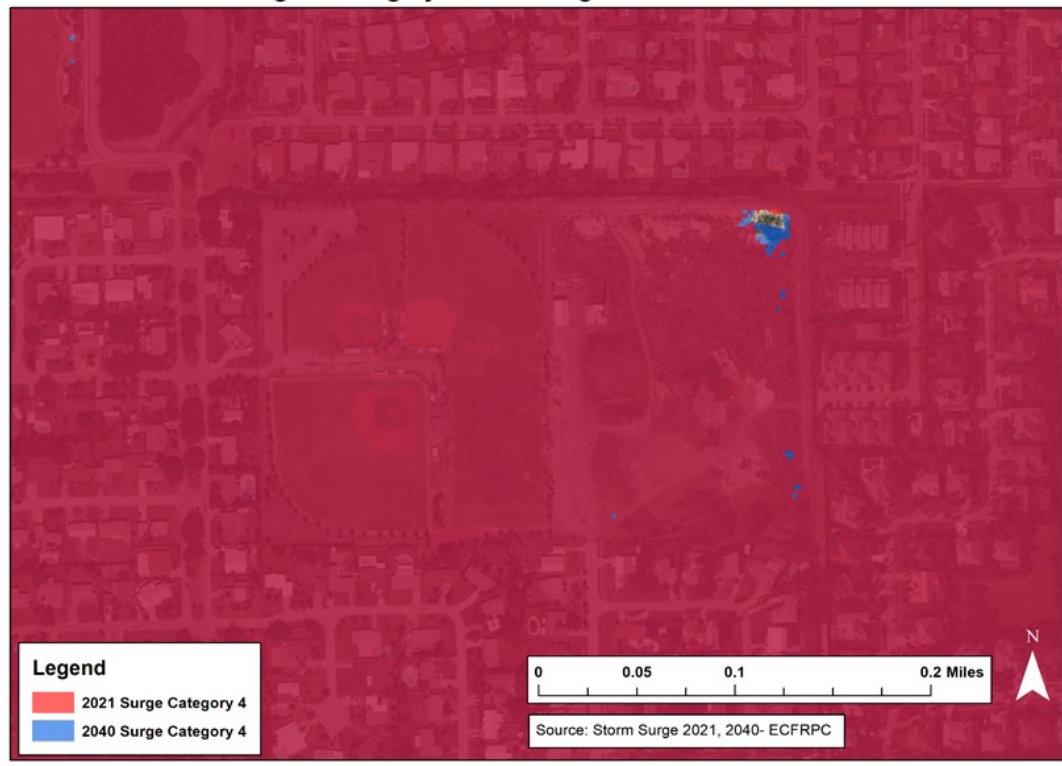 N
Legend
2021 Surge Category 4
2040 Surge Category 4
0 0.05 0.1 0.2 Miles
Source: Storm Surge 2021, 2040- ECFRPC